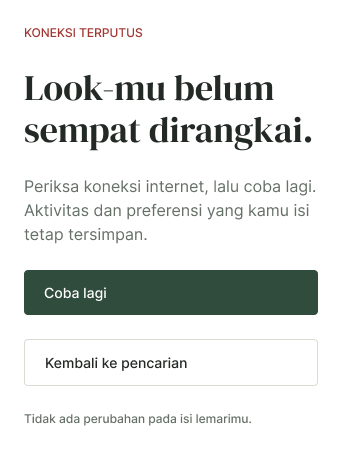 KONEKSI TERPUTUS
Look-mu belum
sempat dirangkai.
Periksa koneksi internet, lalu coba lagi.
Aktivitas dan preferensi yang kamu isi
tetap tersimpan.
Coba lagi
Kembali ke pencarian
Tidak ada perubahan pada isi lemarimu.